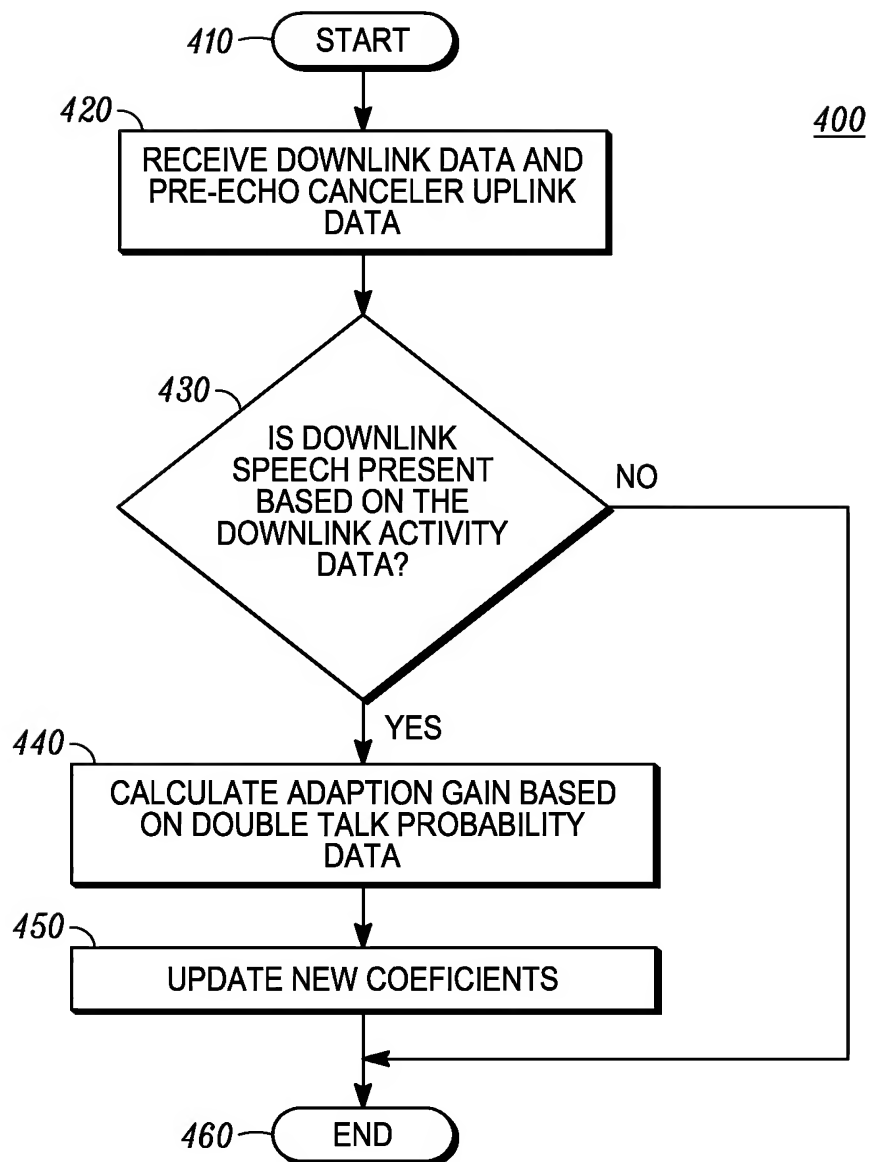 410
START
420
400
RECEIVE DOWNLINK DATA AND
PRE-ECHO CANCELER UPLINK
DATA
430
IS DOWNLINK
SPEECH PRESENT
BASED ON THE
DOWNLINK ACTIVITY
DATA?
NO
YES
440
CALCULATE ADAPTION GAIN BASED
ON DOUBLE TALK PROBABILITY
DATA
450
UPDATE NEW COEFICIENTS
460
END